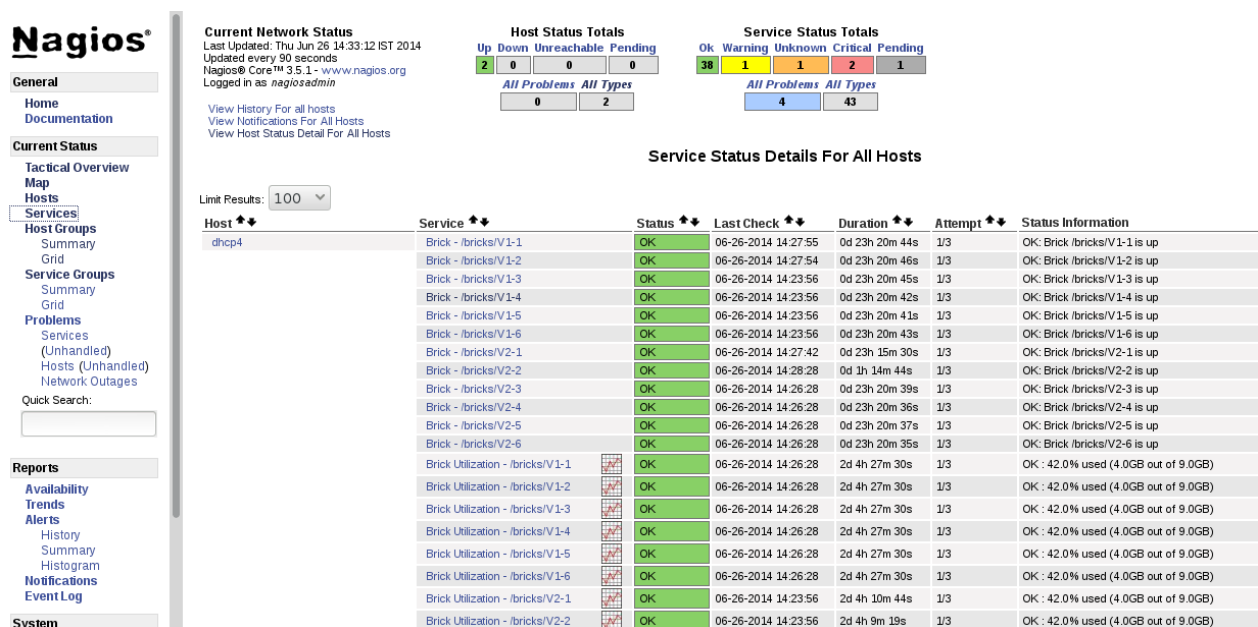 Nagios®
General
Home
Documentation
Current Status
Tactical Overview
Map
Hosts
Services
Host Groups
Summary
Grid
Service Groups
Summary
Grid
Problems
Services
(Unhandled)
Hosts (Unhandled)
Network Outages
Quick Search:
Reports
Availability
Trends
Alerts
History
Summary
Histogram
Notifications
Event Log
System
Current Network Status
Last Updated: Thu Jun 26 14:33:12 IST 2014
Updated every 90 seconds
Nagios® Core™ 3.5.1 - www.nagios.org
Logged in as nagiosadmin
View History For all hosts
View Notifications For All Hosts
View Host Status Detail For All Hosts
Host Status Totals
Up Down Unreachable Pending
2 0 0 0
All Problems All Types
0 2
Service Status Totals
Ok Warning Unknown Critical Pending
38 1 1 2 1
All Problems All Types
4 43
Service Status Details For All Hosts
Limit Results: 100
Host Service Status Last Check Duration Attempt Status Information
dhcp4 Brick - /bricks/V1-1 OK 06-26-2014 14:27:55 0d 23h 20m 44s 1/3 OK: Brick /bricks/V1-1 is up
Brick - /bricks/V1-2 OK 06-26-2014 14:27:54 0d 23h 20m 46s 1/3 OK: Brick /bricks/V1-2 is up
Brick - /bricks/V1-3 OK 06-26-2014 14:23:56 0d 23h 20m 45s 1/3 OK: Brick /bricks/V1-3 is up
Brick - /bricks/V1-4 OK 06-26-2014 14:23:56 0d 23h 20m 42s 1/3 OK: Brick /bricks/V1-4 is up
Brick - /bricks/V1-5 OK 06-26-2014 14:23:56 0d 23h 20m 41s 1/3 OK: Brick /bricks/V1-5 is up
Brick - /bricks/V1-6 OK 06-26-2014 14:23:56 0d 23h 20m 43s 1/3 OK: Brick /bricks/V1-6 is up
Brick - /bricks/V2-1 OK 06-26-2014 14:27:42 0d 23h 15m 30s 1/3 OK: Brick /bricks/V2-1 is up
Brick - /bricks/V2-2 OK 06-26-2014 14:28:28 0d 1h 14m 44s 1/3 OK: Brick /bricks/V2-2 is up
Brick - /bricks/V2-3 OK 06-26-2014 14:26:28 0d 23h 20m 39s 1/3 OK: Brick /bricks/V2-3 is up
Brick - /bricks/V2-4 OK 06-26-2014 14:26:28 0d 23h 20m 36s 1/3 OK: Brick /bricks/V2-4 is up
Brick - /bricks/V2-5 OK 06-26-2014 14:26:28 0d 23h 20m 37s 1/3 OK: Brick /bricks/V2-5 is up
Brick - /bricks/V2-6 OK 06-26-2014 14:26:28 0d 23h 20m 35s 1/3 OK: Brick /bricks/V2-6 is up
Brick Utilization - /bricks/V1-1 OK 06-26-2014 14:26:28 2d 4h 27m 30s 1/3 OK : 42.0% used (4.0GB out of 9.0GB)
Brick Utilization - /bricks/V1-2 OK 06-26-2014 14:26:28 2d 4h 27m 30s 1/3 OK : 42.0% used (4.0GB out of 9.0GB)
Brick Utilization - /bricks/V1-3 OK 06-26-2014 14:26:28 2d 4h 27m 30s 1/3 OK : 42.0% used (4.0GB out of 9.0GB)
Brick Utilization - /bricks/V1-4 OK 06-26-2014 14:26:28 2d 4h 27m 30s 1/3 OK : 42.0% used (4.0GB out of 9.0GB)
Brick Utilization - /bricks/V1-5 OK 06-26-2014 14:26:28 2d 4h 27m 30s 1/3 OK : 42.0% used (4.0GB out of 9.0GB)
Brick Utilization - /bricks/V1-6 OK 06-26-2014 14:26:28 2d 4h 27m 30s 1/3 OK : 42.0% used (4.0GB out of 9.0GB)
Brick Utilization - /bricks/V2-1 OK 06-26-2014 14:23:56 2d 4h 10m 44s 1/3 OK : 42.0% used (4.0GB out of 9.0GB)
Brick Utilization - /bricks/V2-2 OK 06-26-2014 14:23:56 2d 4h 9m 19s 1/3 OK : 42.0% used (4.0GB out of 9.0GB)